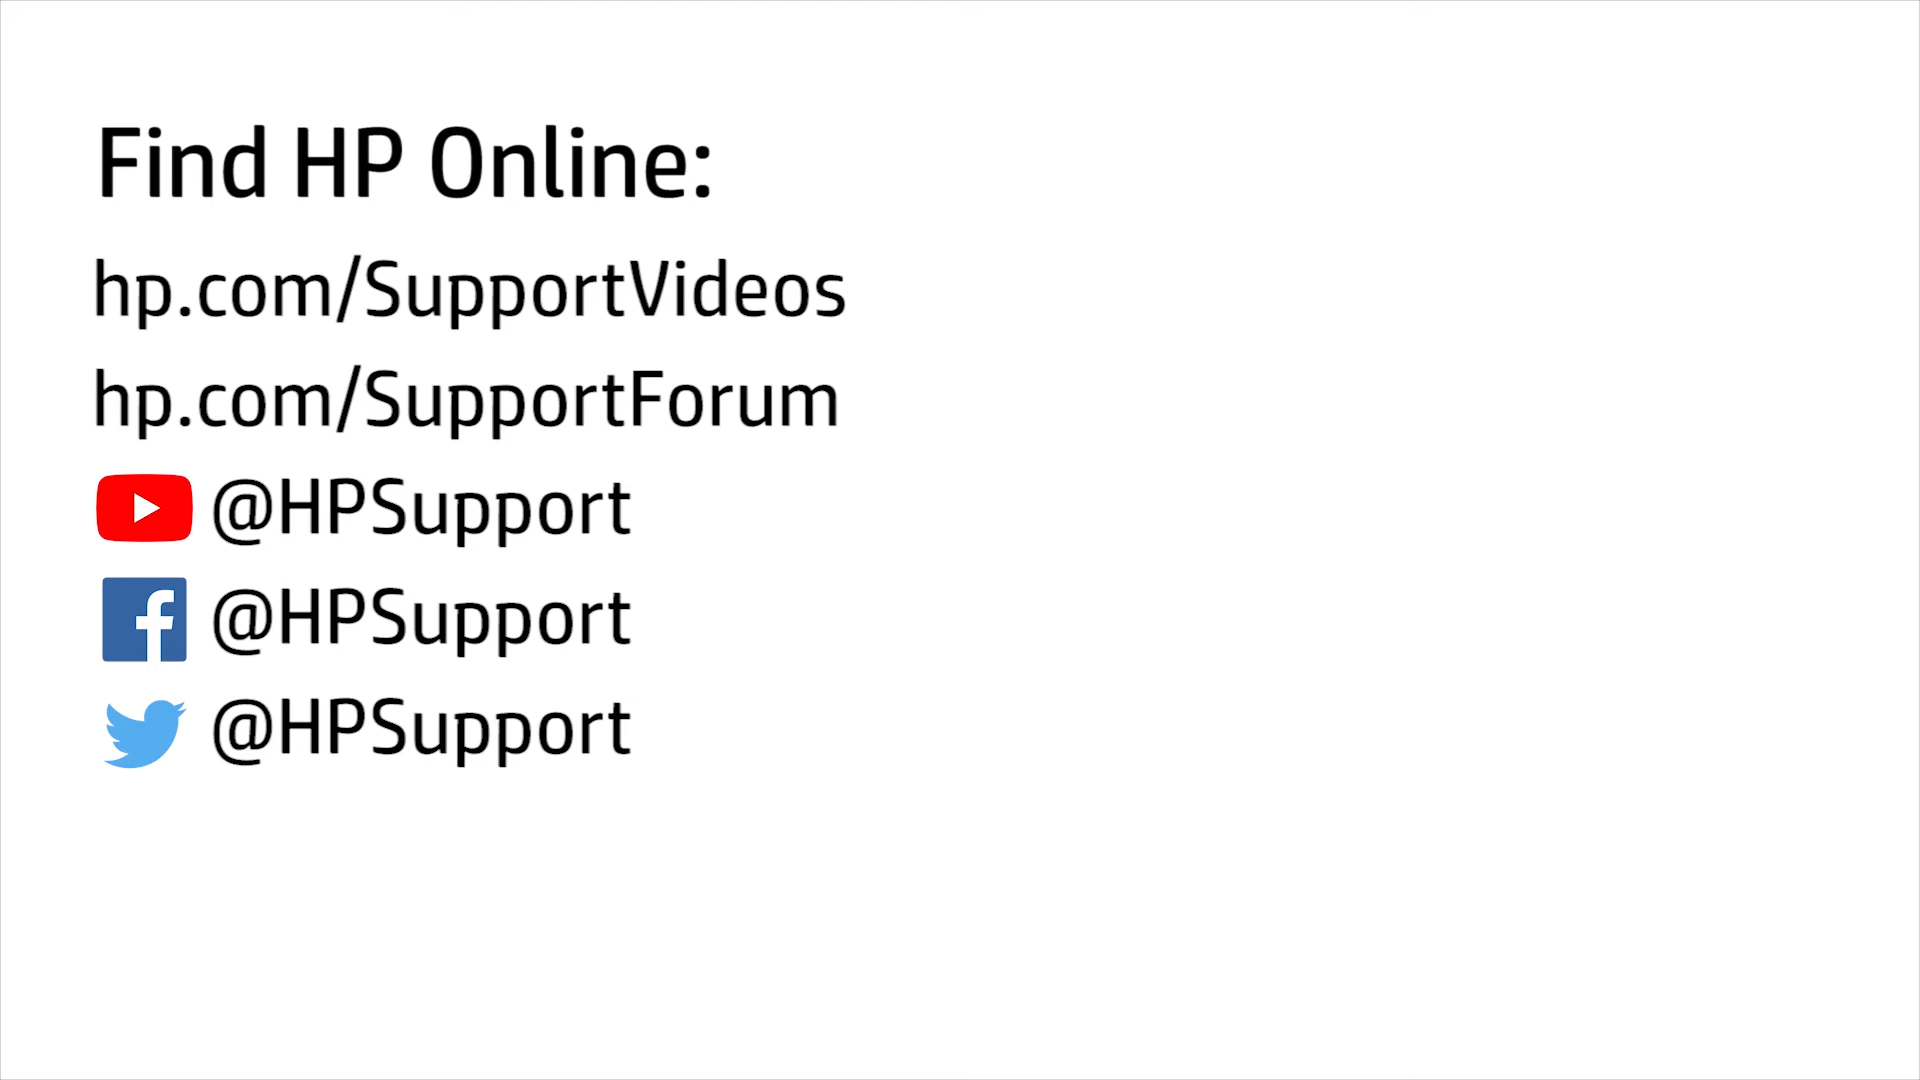 Find HP Online:
hp.com/SupportVideos
hp.com/SupportForum
@HPSupport
@HPSupport
@HPSupport